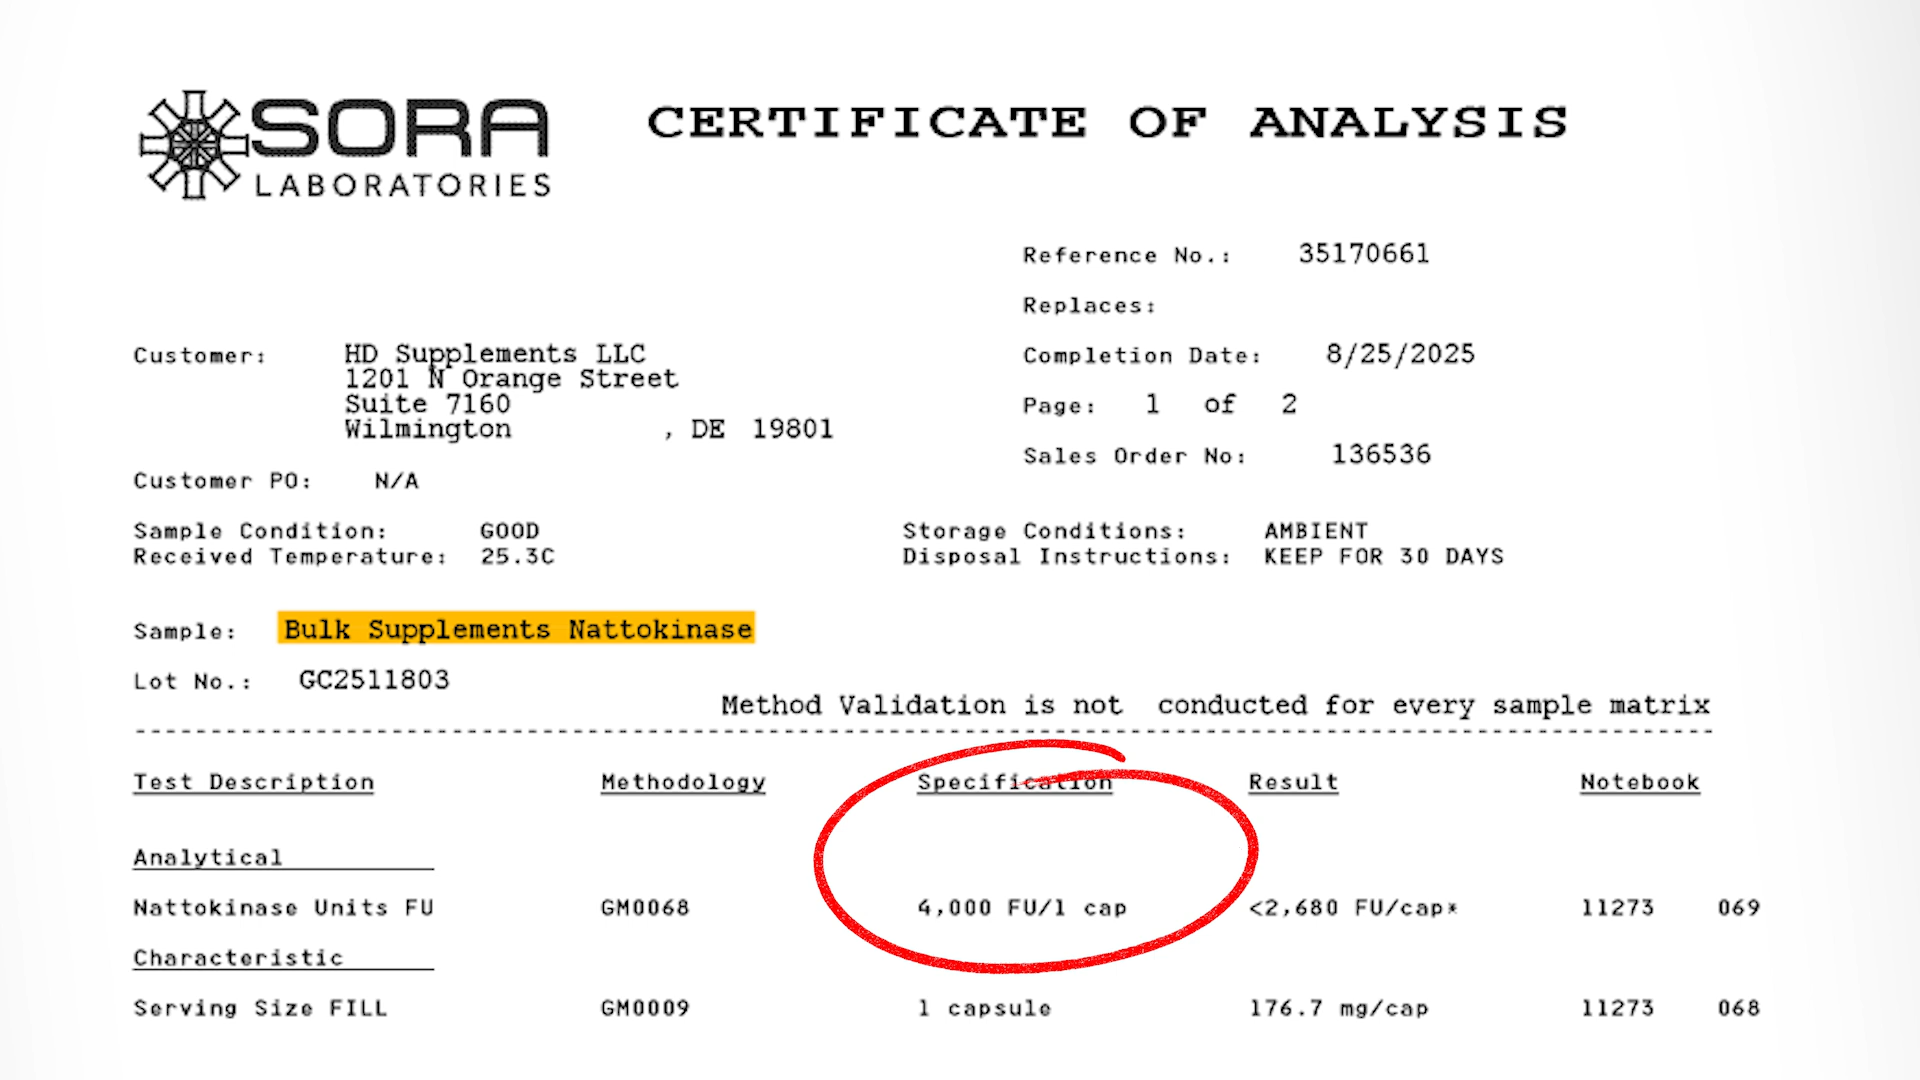 SORA
LABORATORIES
CERTIFICATE OF ANALYSIS
Reference No.: 35170661
Replaces:
Customer: HD Supplements LLC
1201 N Orange Street
Suite 7160
Wilmington , DE 19801
Completion Date: 8/25/2025
Page: 1 of 2
Sales Order No: 136536
Customer PO: N/A
Sample Condition: GOOD
Received Temperature: 25.3C
Storage Conditions: AMBIENT
Disposal Instructions: KEEP FOR 30 DAYS
Sample: Bulk Supplements Nattokinase
Lot No.: GC2511803
Method Validation is not conducted for every sample matrix
Test Description Methodology Specification Result Notebook
Analytical
Nattokinase Units FU GM0068 4,000 FU/1 cap <2,680 FU/cap* 11273 069
Characteristic
Serving Size FILL GM0009 1 capsule 176.7 mg/cap 11273 068